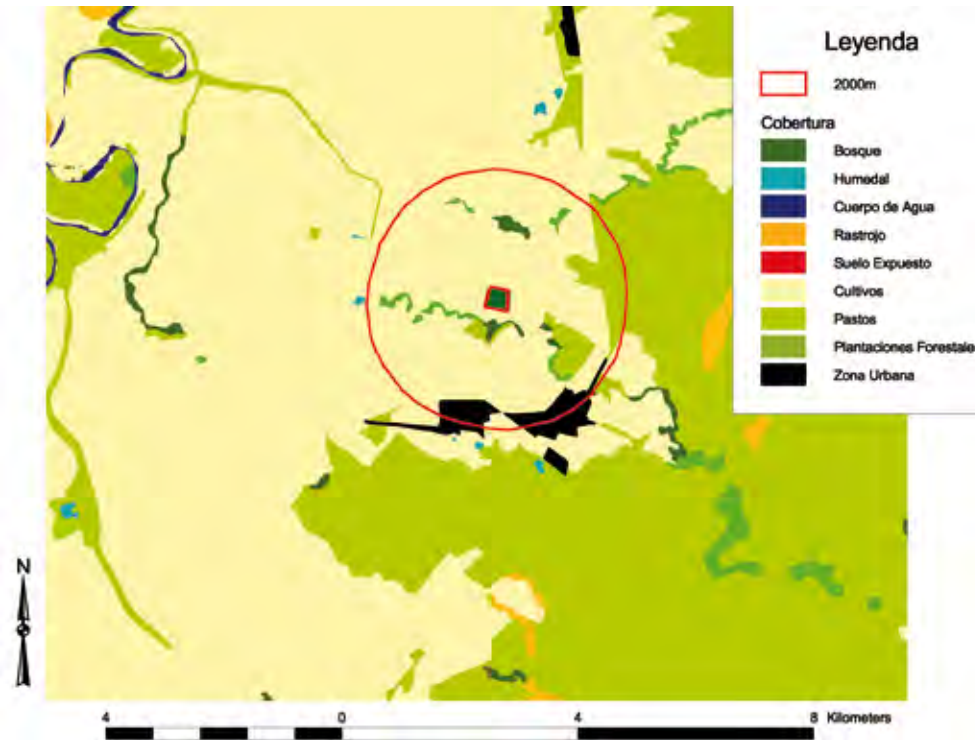 Leyenda
2000m
Cobertura
Bosque
Humedal
Cuerpo de Agua
Rastrojo
Suelo Expuesto
Cultivos
Pastos
Plantaciones Forestale
Zona Urbana
N
4 0 4 8 Kilometers